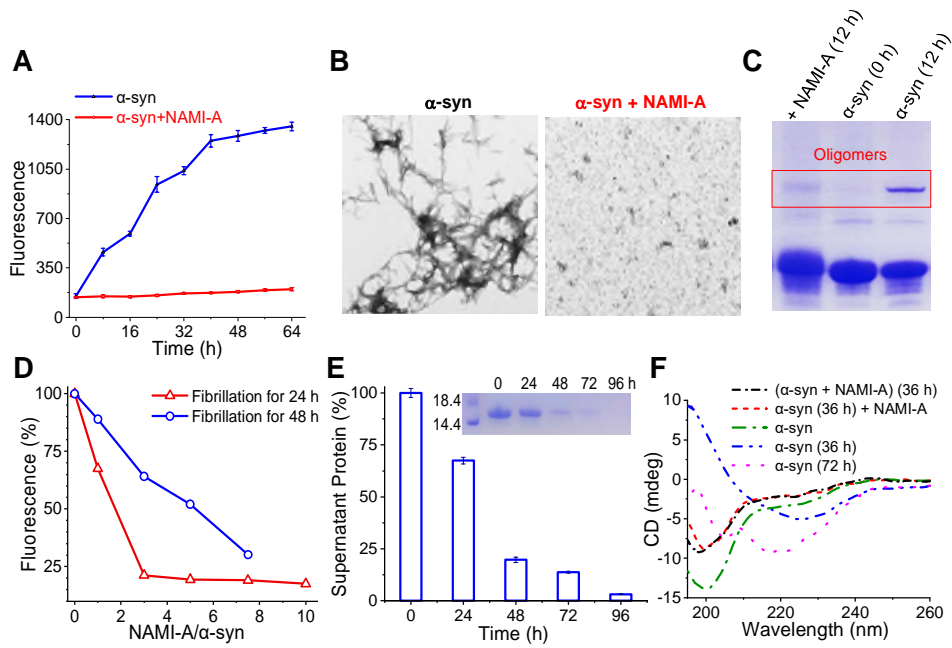 A
α-syn
α-syn+NAMI-A
1400
1050
700
350
0
16
32
48
64
Fluorescence
Time (h)
B
α-syn
α-syn + NAMI-A
C
+ NAMI-A (12 h)
α-syn (0 h)
α-syn (12 h)
Oligomers
D
Fibrillation for 24 h
Fibrillation for 48 h
100
75
50
25
0
2
4
6
8
10
Fluorescence (%)
NAMI-A/α-syn
E
0 24 48 72 96 h
18.4
14.4
100
75
50
25
0
0
24
48
72
96
Supernatant Protein (%)
Time (h)
F
(α-syn + NAMI-A) (36 h)
α-syn (36 h) + NAMI-A
α-syn
α-syn (36 h)
α-syn (72 h)
10
5
0
-5
-10
-15
200
220
240
260
CD (mdeg)
Wavelength (nm)